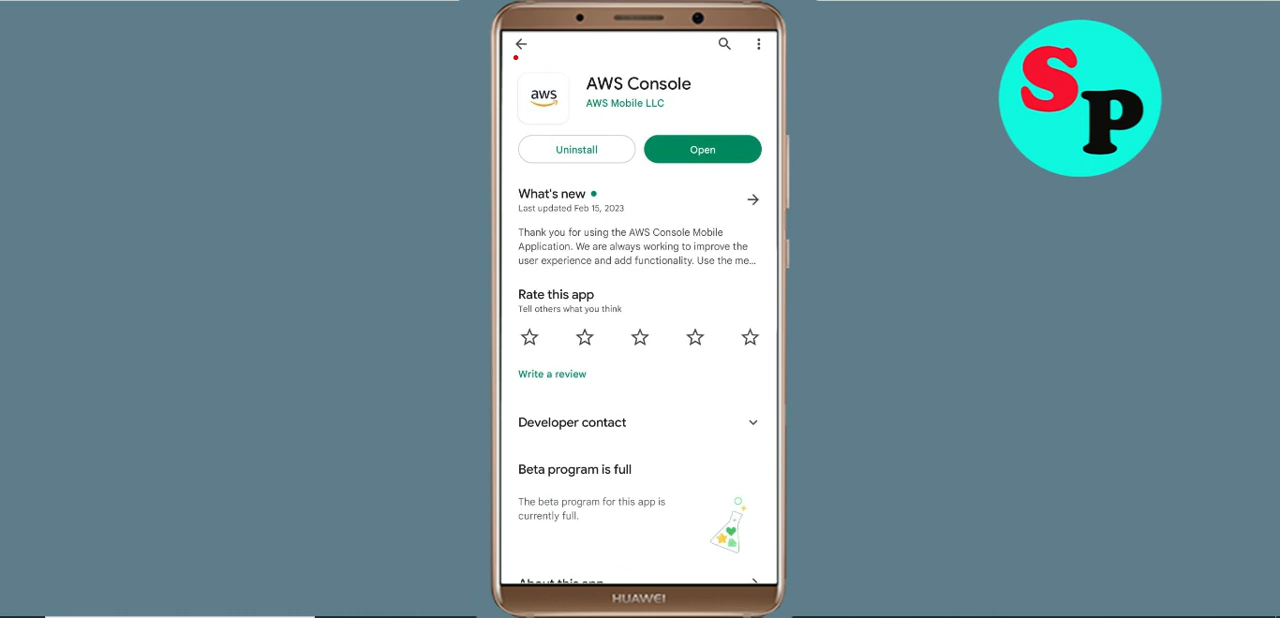 AWS Console
aws
AWS Mobile LLC
Uninstall
Open
What's new
Last updated Feb 15, 2023
Thank you for using the AWS Console Mobile
Application. We are always working to improve the
user experience and add functionality. Use the me...
Rate this app
Tell others what you think
Write a review
Developer contact
Beta program is full
The beta program for this app is
currently full.
About this app
HUAWEI
SP